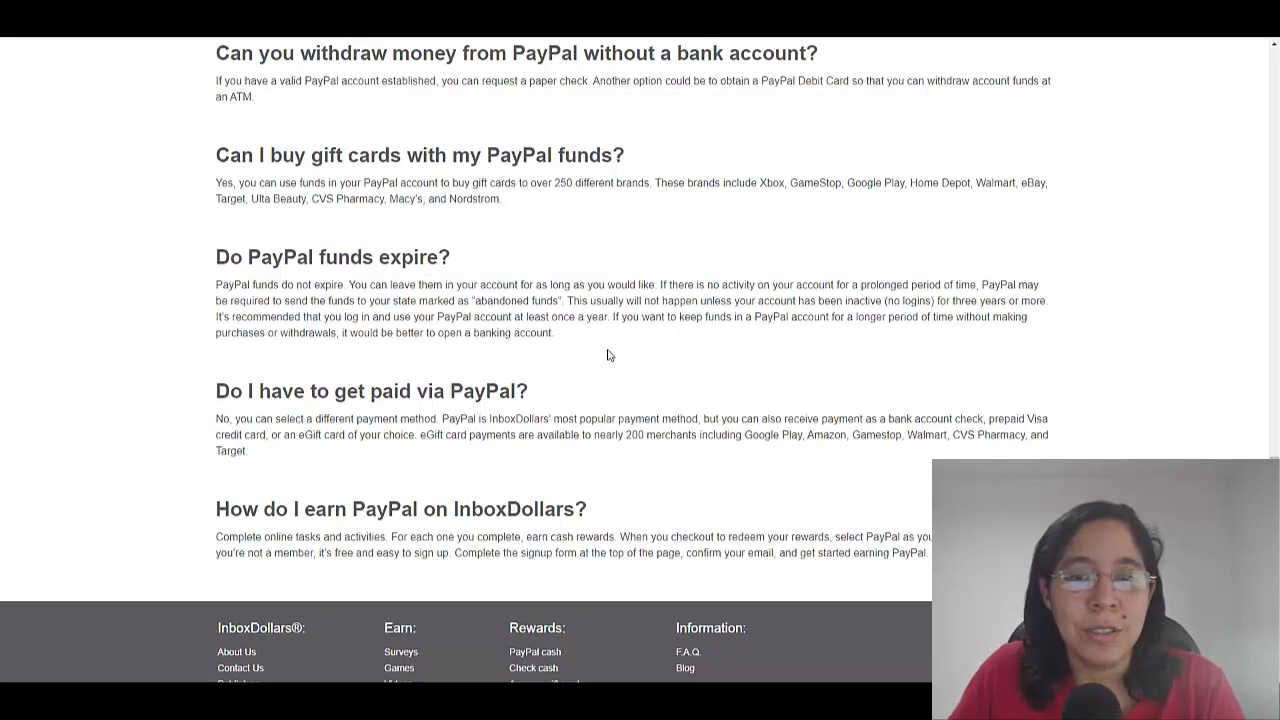 Can you withdraw money from PayPal without a bank account?
If you have a valid PayPal account established, you can request a paper check. Another option could be to obtain a PayPal Debit Card so that you can withdraw account funds at
an ATM.
Can I buy gift cards with my PayPal funds?
Yes, you can use funds in your PayPal account to buy gift cards to over 250 different brands. These brands include Xbox, GameStop, Google Play, Home Depot, Walmart, eBay,
Target, Ulta Beauty, CVS Pharmacy, Macy's, and Nordstrom.
Do PayPal funds expire?
PayPal funds do not expire. You can leave them in your account for as long as you would like. If there is no activity on your account for a prolonged period of time, PayPal may
be required to send the funds to your state marked as "abandoned funds". This usually will not happen unless your account has been inactive (no logins) for three years or more.
It's recommended that you log in and use your PayPal account at least once a year. If you want to keep funds in a PayPal account for a longer period of time without making
purchases or withdrawals, it would be better to open a banking account.
Do I have to get paid via PayPal?
No, you can select a different payment method. PayPal is InboxDollars' most popular payment method, but you can also receive payment as a bank account check, prepaid Visa
credit card, or an eGift card of your choice. eGift card payments are available to nearly 200 merchants including Google Play, Amazon, Gamestop, Walmart, CVS Pharmacy, and
Target.
How do I earn PayPal on InboxDollars?
Complete online tasks and activities. For each one you complete, earn cash rewards. When you checkout to redeem your rewards, select PayPal as
you're not a member, it's free and easy to sign up. Complete the signup form at the top of the page, confirm your email, and get started earning PayPal.
InboxDollars®: Earn: Rewards: Information:
About Us Surveys PayPal cash F.A.Q.
Contact Us Games Check cash Blog